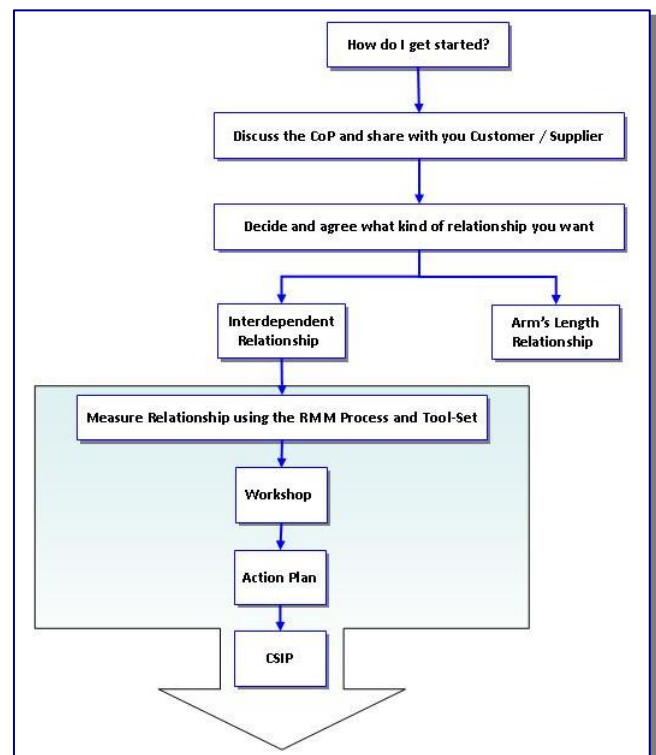 How do I get started?
Discuss the CoP and share with you Customer / Supplier
Decide and agree what kind of relationship you want
Interdependent
Relationship
Arm's Length
Relationship
Measure Relationship using the RMM Process and Tool-Set
Workshop
Action Plan
CSIP